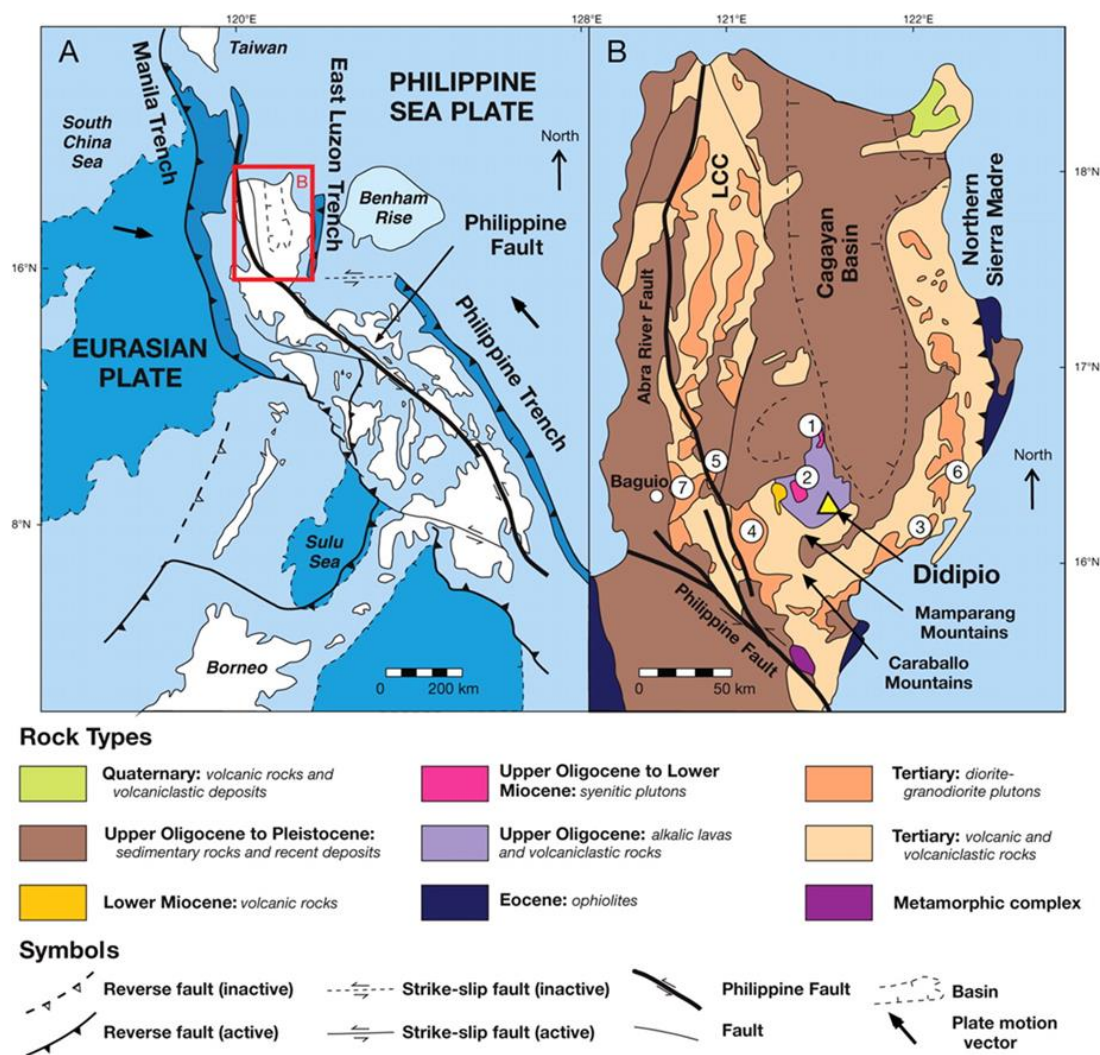 120°E
128°E
121°E
122°E
A
Taiwan
Manila Trench
East Luzon Trench
PHILIPPINE
SEA PLATE
South
China
Sea
North
B
Benham
Rise
Philippine
Fault
16°N
EURASIAN
PLATE
Philippine Trench
8°N
Sulu
Sea
Borneo
0 200 km
B
LCC
18°N
Cagayan
Basin
Northern
Sierra Madre
Abra River Fault
17°N
1
North
2
5
6
Baguio
7
3
4
16°N
Didipio
Mamparang
Mountains
Philippine Fault
Caraballo
Mountains
0 50 km
Rock Types
Quaternary: volcanic rocks and
volcaniclastic deposits
Upper Oligocene to Lower
Miocene: syenitic plutons
Tertiary: diorite-
granodiorite plutons
Upper Oligocene to Pleistocene:
sedimentary rocks and recent deposits
Upper Oligocene: alkalic lavas
and volcaniclastic rocks
Tertiary: volcanic and
volcaniclastic rocks
Lower Miocene: volcanic rocks
Eocene: ophiolites
Metamorphic complex
Symbols
Reverse fault (inactive)
Strike-slip fault (inactive)
Philippine Fault
Basin
Reverse fault (active)
Strike-slip fault (active)
Fault
Plate motion
vector